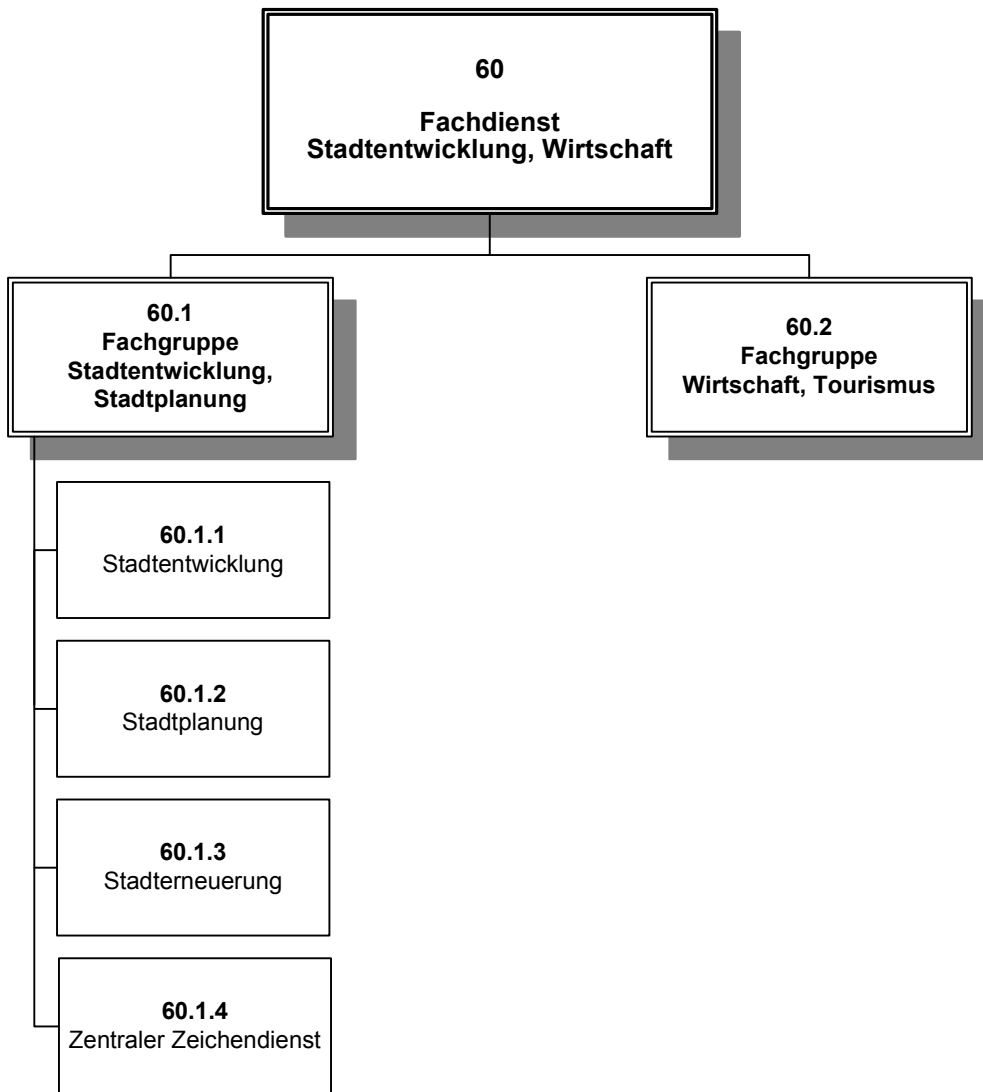 60
Fachdienst
Stadtentwicklung, Wirtschaft
60.1
Fachgruppe
Stadtentwicklung,
Stadtplanung
60.2
Fachgruppe
Wirtschaft, Tourismus
60.1.1
Stadtentwicklung
60.1.2
Stadtplanung
60.1.3
Stadterneuerung
60.1.4
Zentraler Zeichendienst